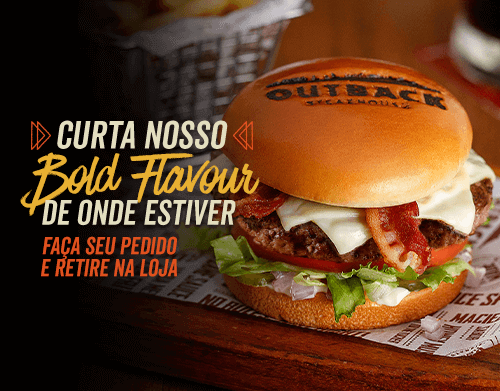 CURTA NOSSO
Bold Flavour
DE ONDE ESTIVER
FAÇA SEU PEDIDO
E RETIRE NA LOJA
OUTBACK
STEAKHOUSE